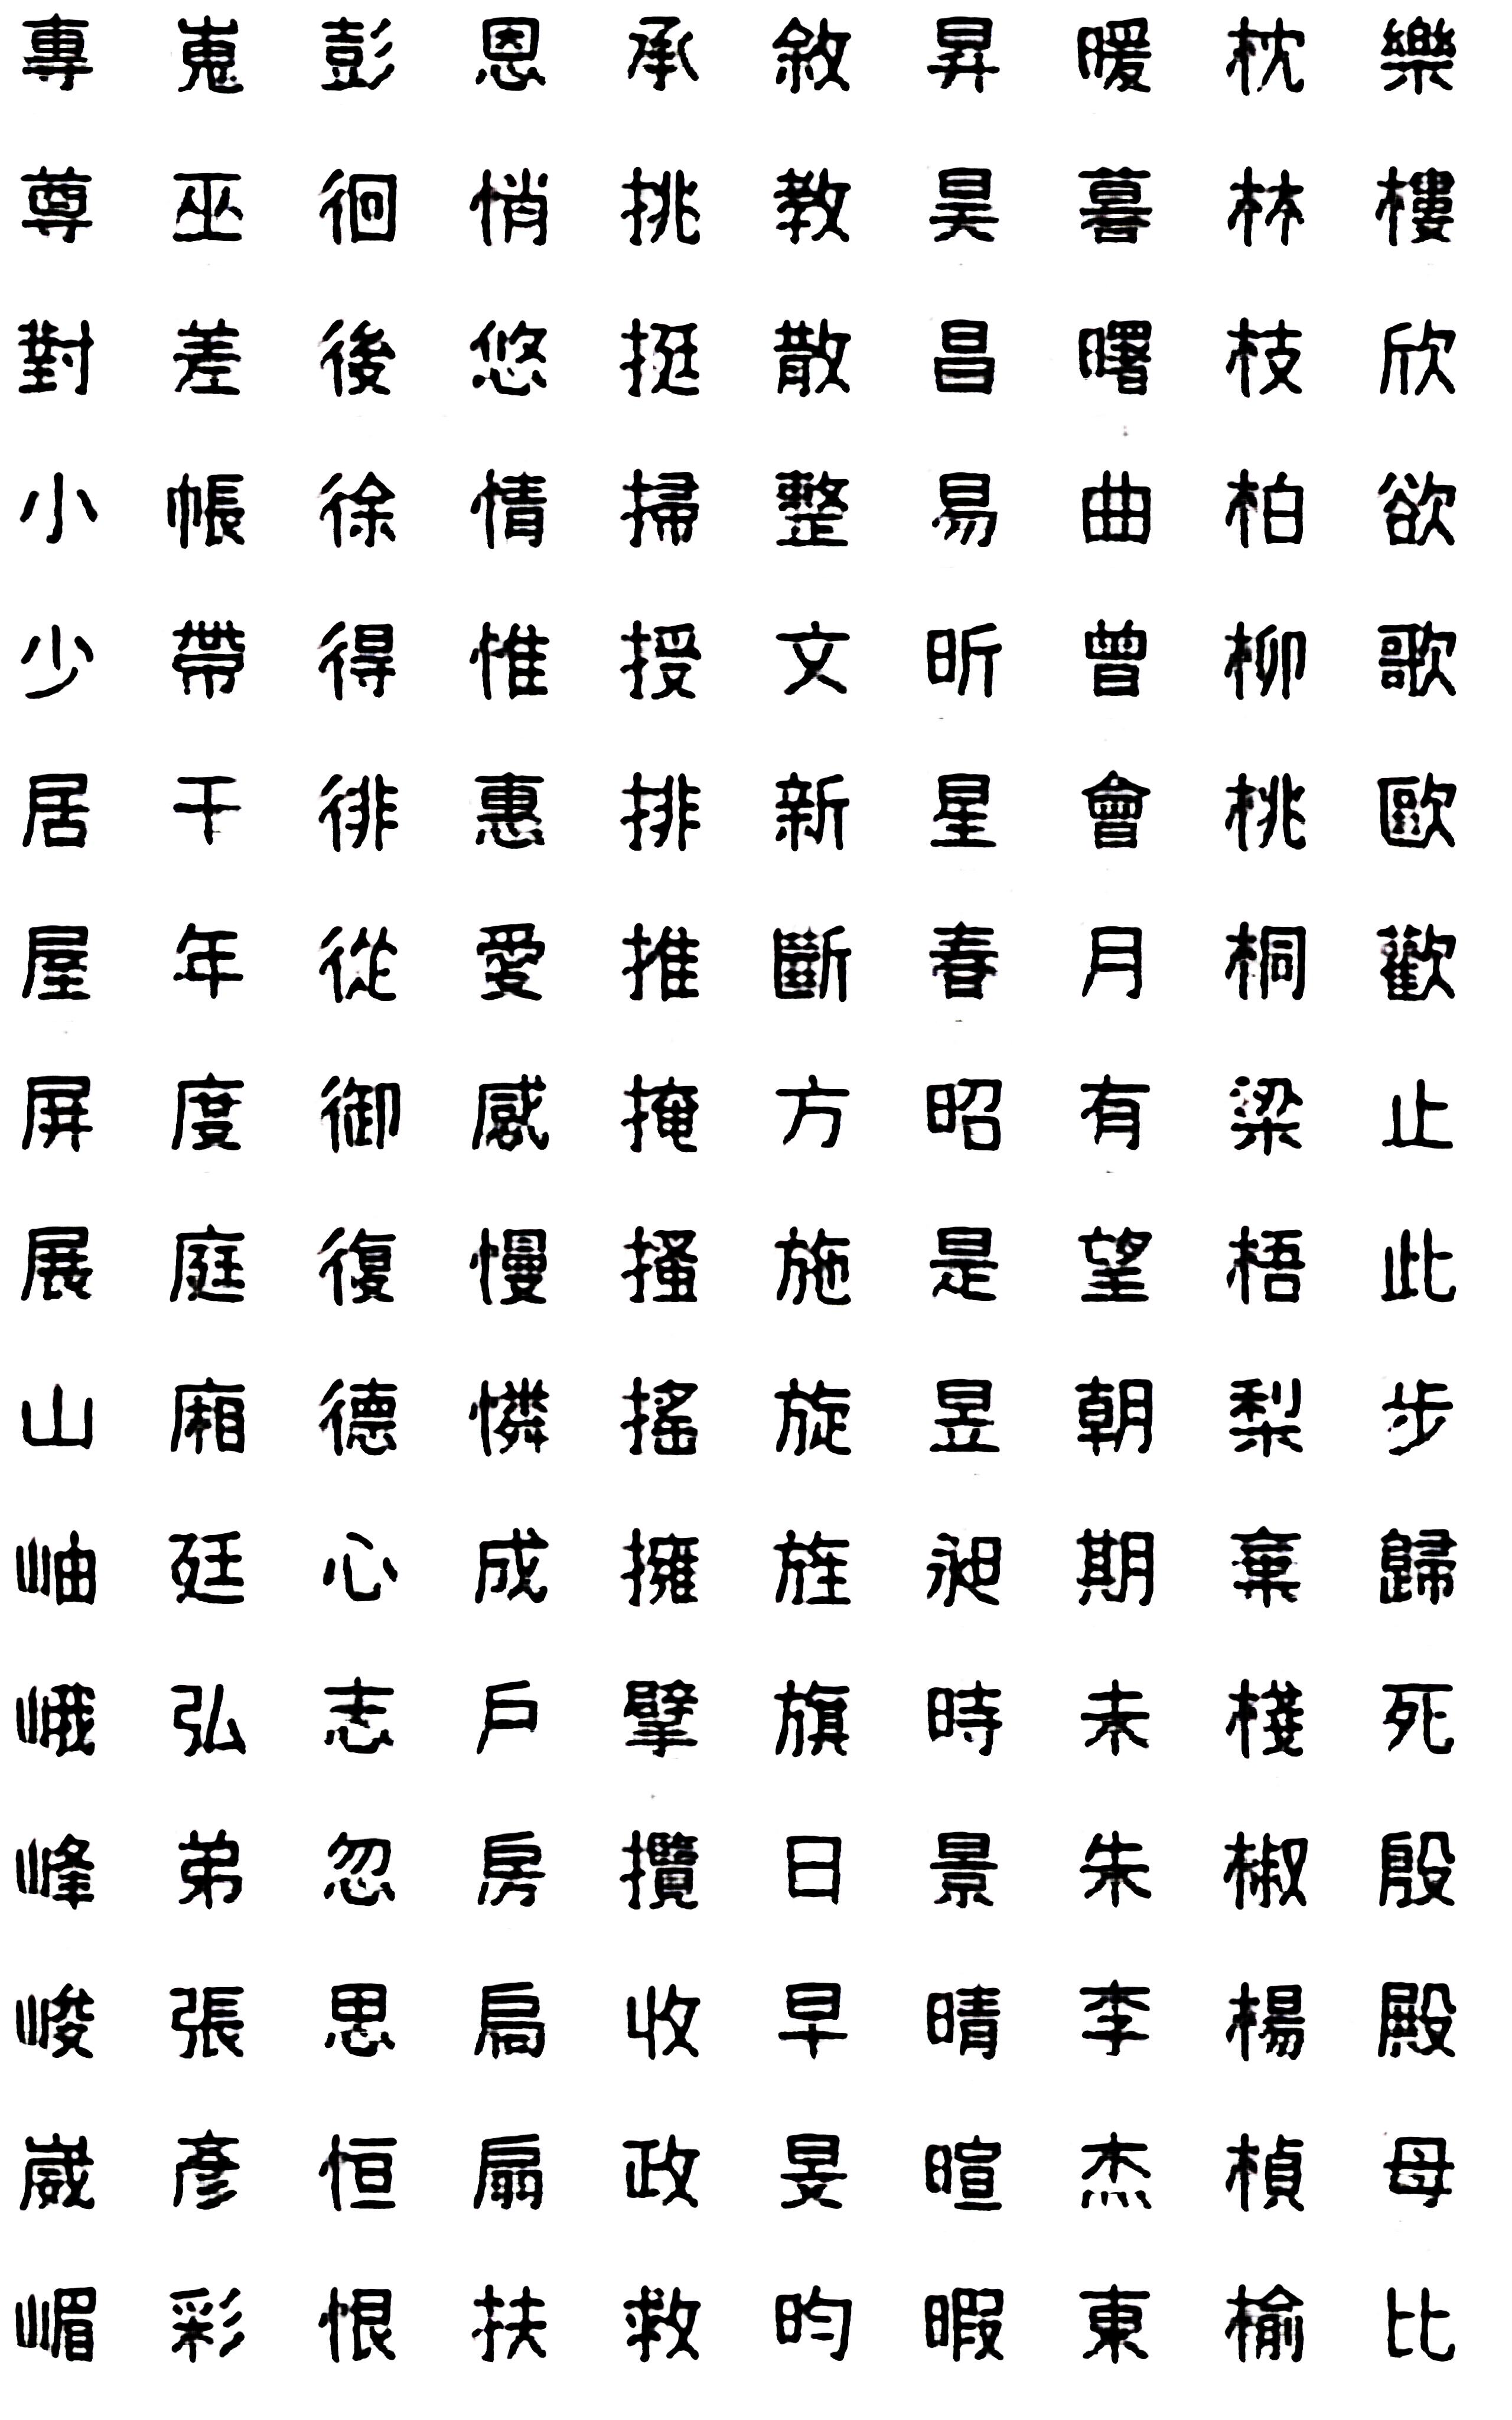 專嵬彭恩承敘昇暖枕樂
尊巫徊悄挑教昊暮林樓
對差後悠挺散昌曙枝欣
小帳徐情掃整易曲柏欲
少帶得惟授文昕曾柳歌
居干徘惠排新星會桃歐
屋年從愛推斷春月桐歡
屏度御感掩方昭有梁止
展庭復慢搔施是望梧此
山廂德憐搖旋昱朝梨步
岫廷心成擁旌昶期棄歸
峨弘志戶擘旗時未棧死
峰弟忽房攬日景朱椒殷
峻張思扃收早晴李楊殿
崴彥恒扇政旻暄杰楨母
嵋彩恨扶救昀暇東榆比